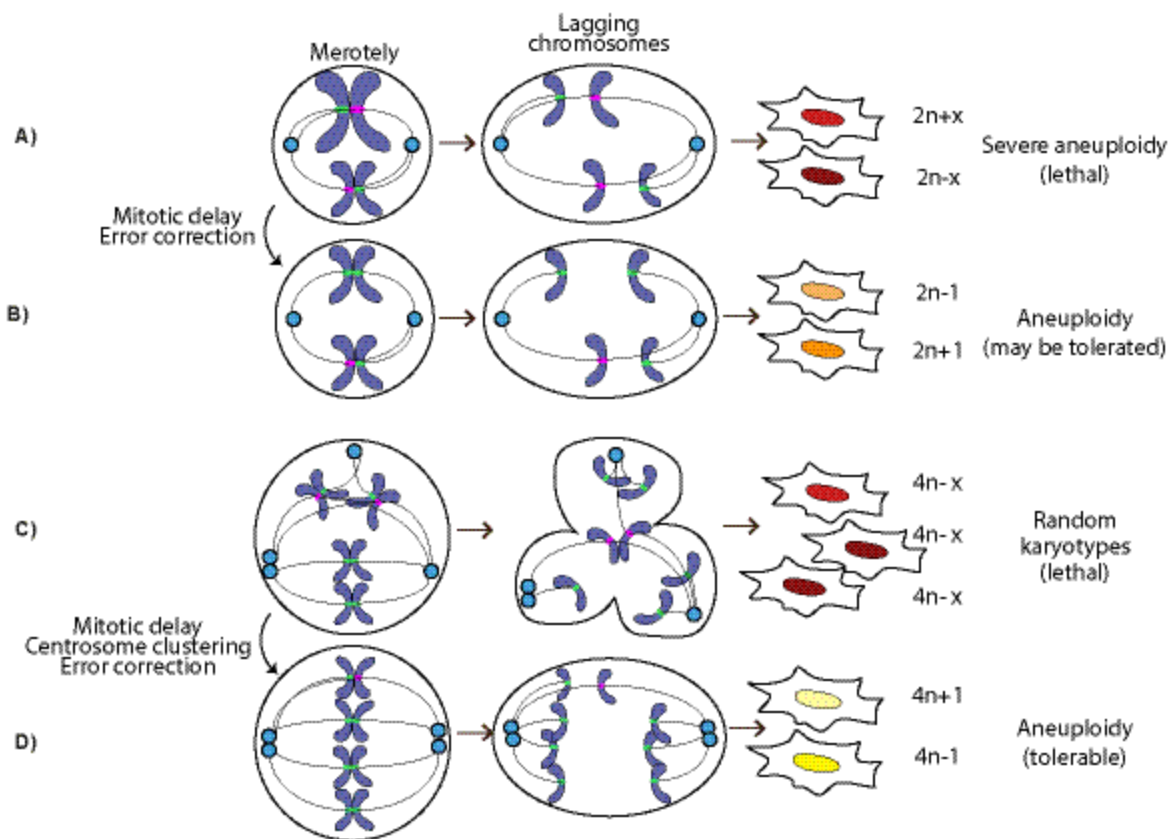 Merotely
Lagging
chromosomes
A)
2n+x
2n-x
Severe aneuploidy
(lethal)
Mitotic delay
Error correction
B)
2n-1
2n+1
Aneuploidy
(may be tolerated)
C)
4n- x
4n- x
4n- x
Random
karyotypes
(lethal)
Mitotic delay
Centrosome clustering
Error correction
D)
4n+1
4n-1
Aneuploidy
(tolerable)